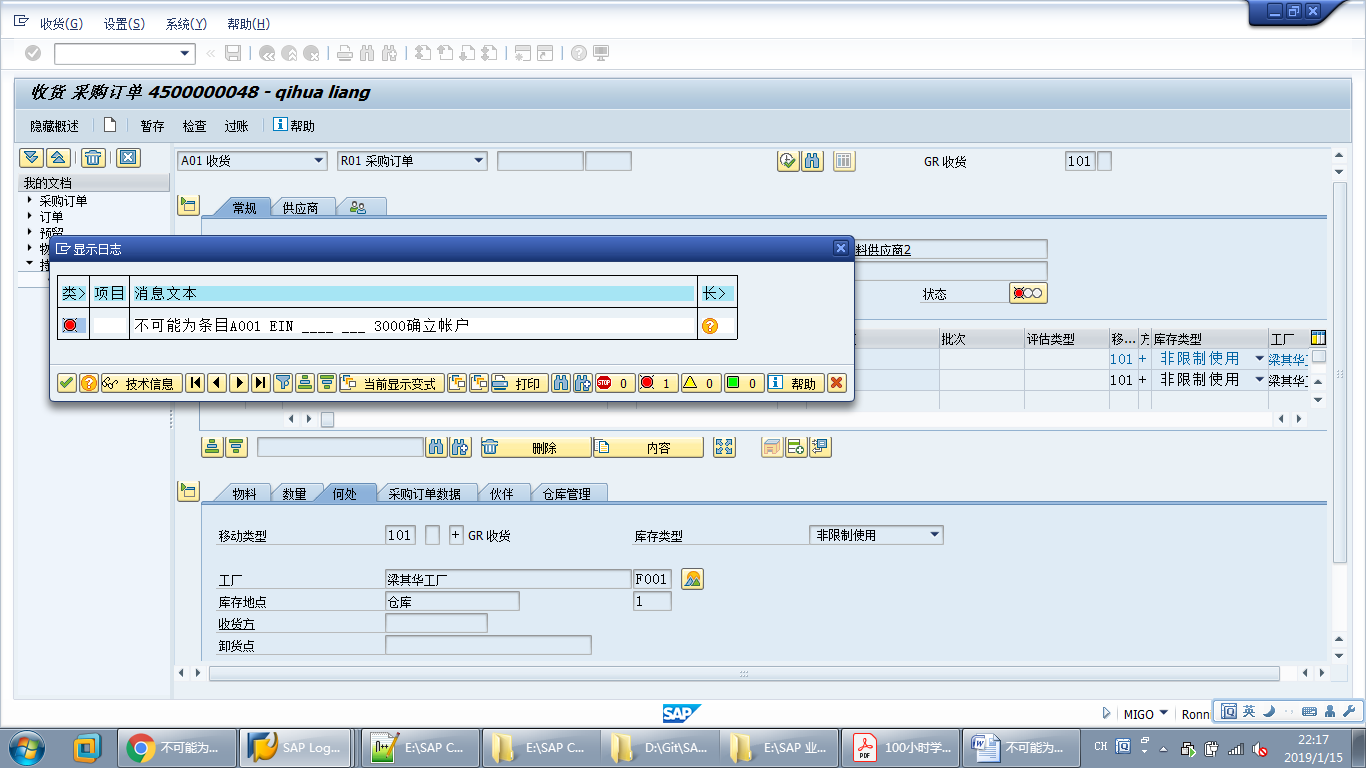 收货(G) 设置(S) 系统(Y) 帮助(H)
收货 采购订单 4500000048 - qihua liang
隐藏概述 暂存 检查 过账 帮助
A01 收货 R01 采购订单 GR 收货 101
我的文档
采购订单
订单
预留
常规 供应商
显示日志
料供应商2
状态
类> 项目 消息文本 长>
不可能为条目A001 EIN ____ ___ 3000确立帐户
技术信息 当前显示变式 打印 STOP 0 1 0 0 帮助
批次 评估类型 移... 方 库存类型 工厂
101 + 非限制使用 梁其华工
101 + 非限制使用 梁其华工
删除 内容
物料 数量 何处 采购订单数据 伙伴 仓库管理
移动类型 101 + GR 收货 库存类型 非限制使用
工厂 梁其华工厂 F001
库存地点 仓库 1
收货方
卸货点
SAP MIGO Ronn 英
不可能为... SAP Log... E:\SAP C... E:\SAP C... D:\Git\SA... E:\SAP 业... 100小时学... 不可能为... CH 22:17
2019/1/15